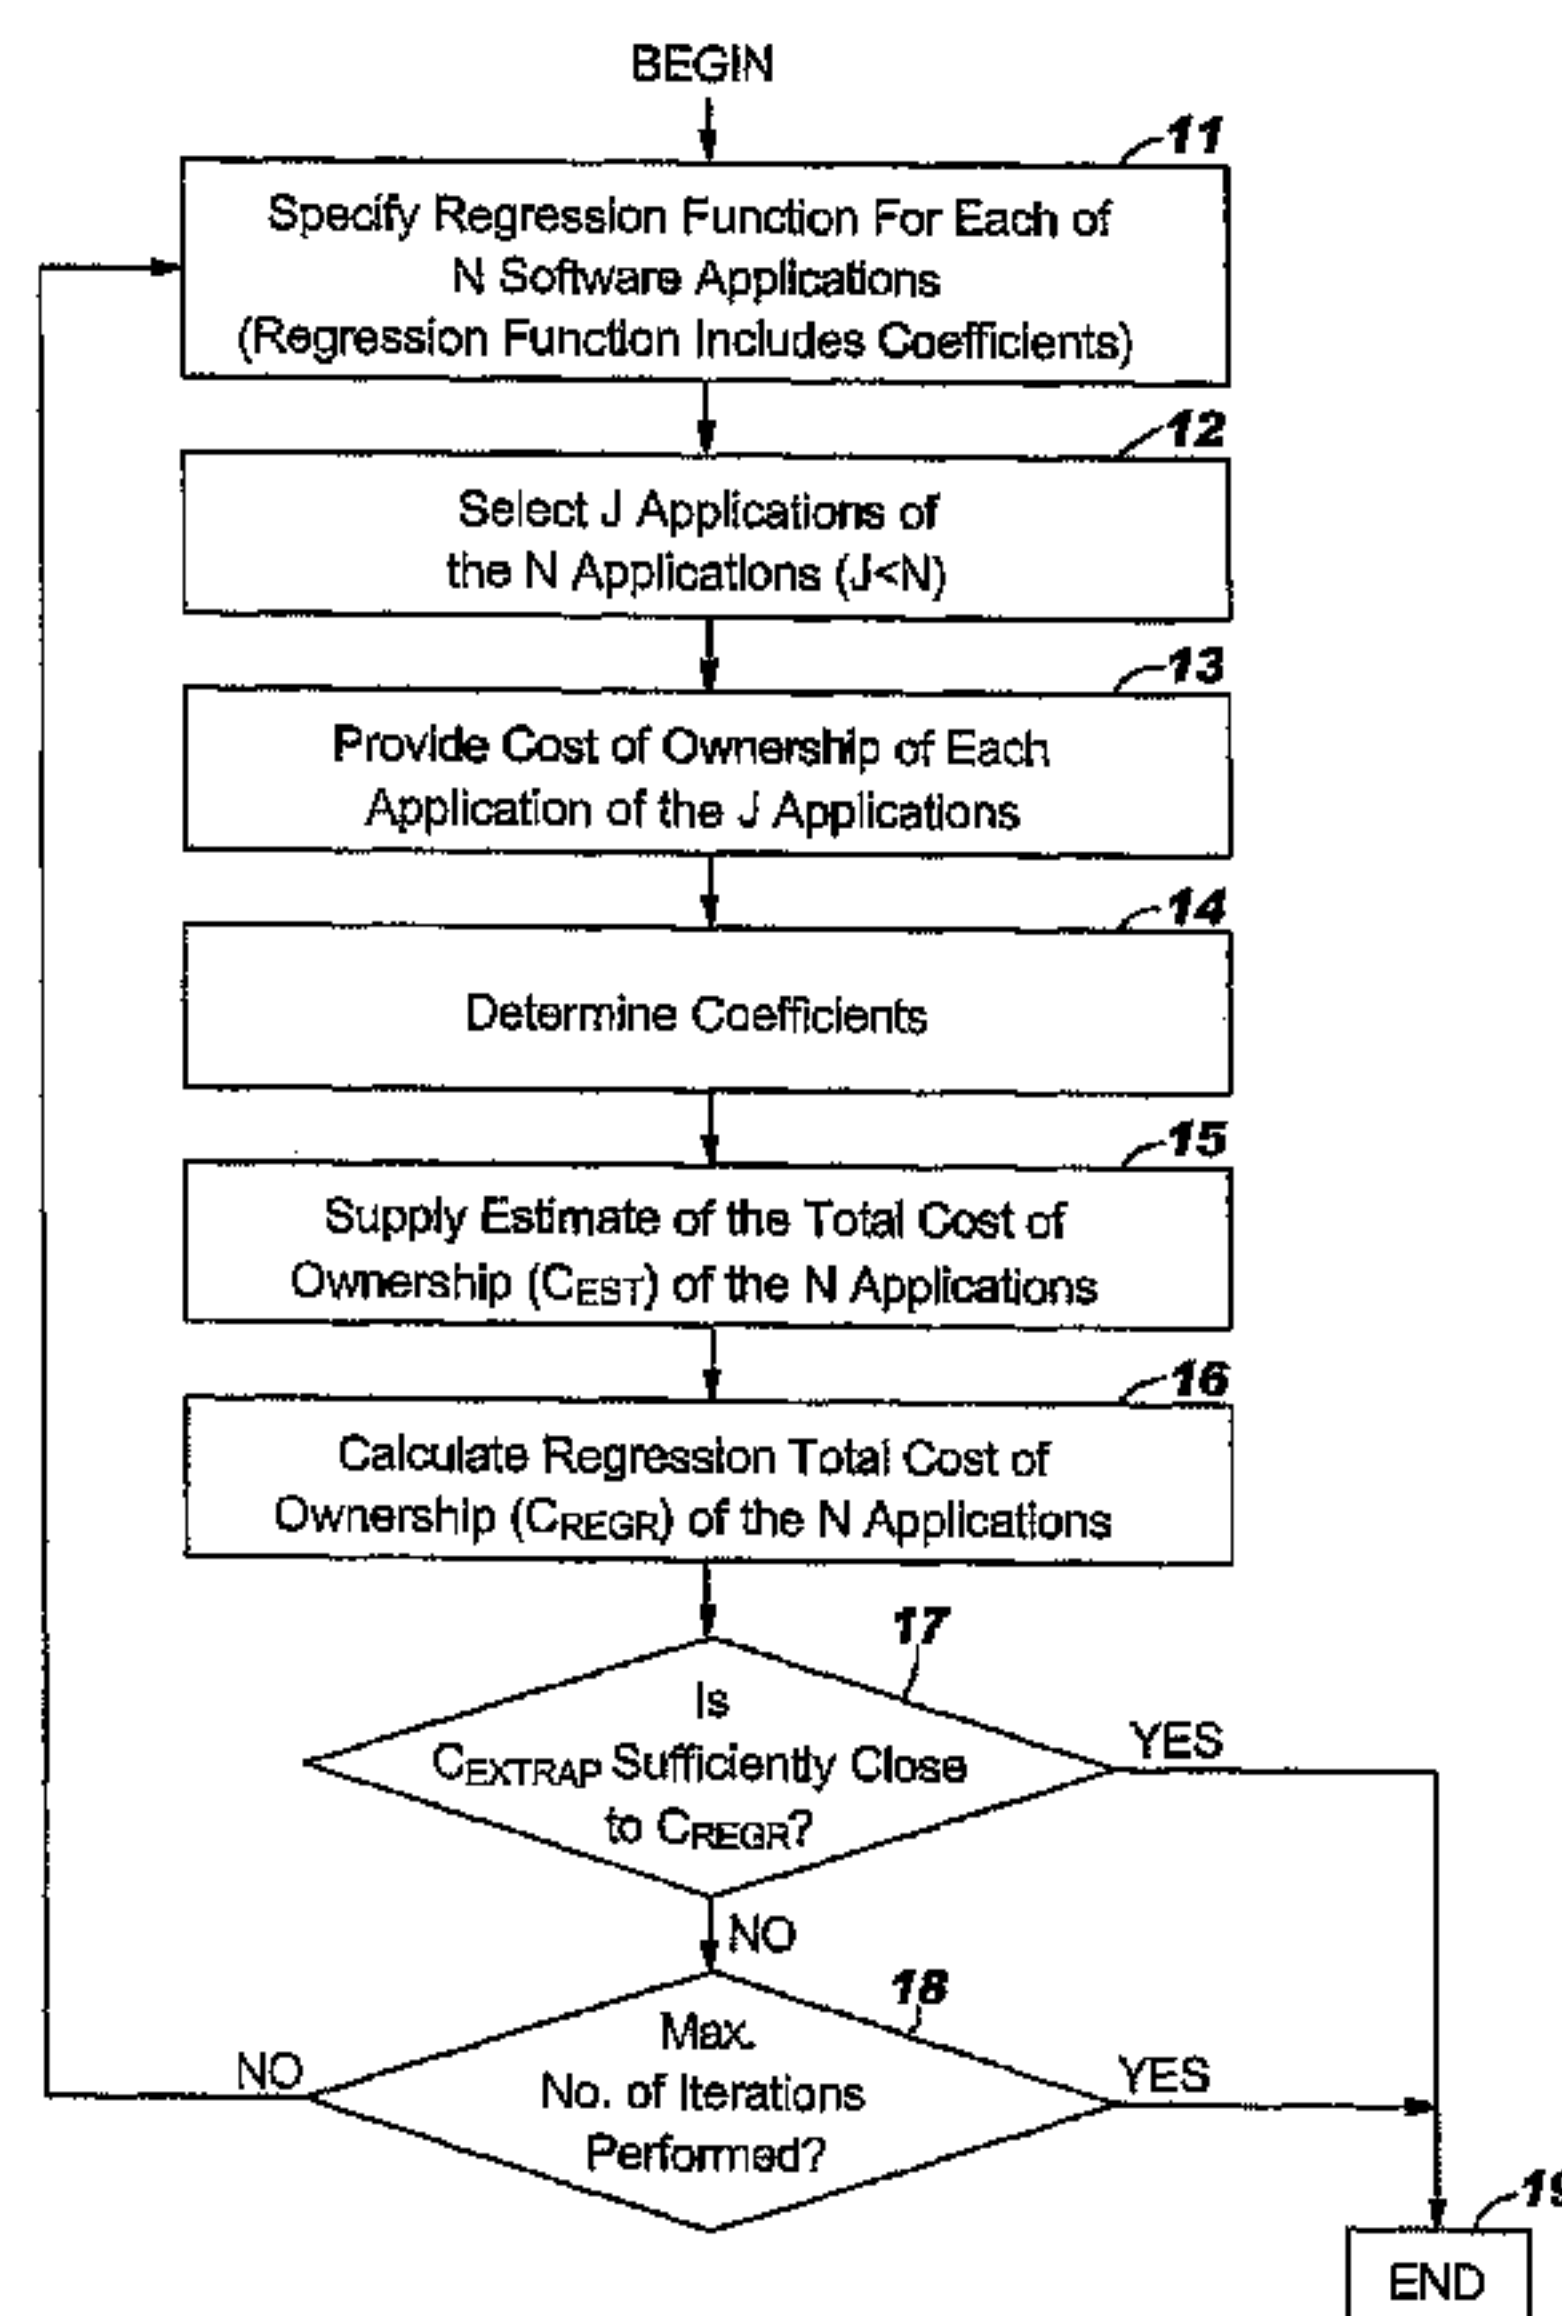 BEGIN
11
Specify Regression Function For Each of
N Software Applications
(Regression Function Includes Coefficients)
12
Select J Applications of
the N Applications (J<N)
13
Provide Cost of Ownership of Each
Application of the J Applications
14
Determine Coefficients
15
Supply Estimate of the Total Cost of
Ownership (CEST) of the N Applications
16
Calculate Regression Total Cost of
Ownership (CREGR) of the N Applications
17
Is
CEXTRAP Sufficiently Close
to CREGR?
YES
NO
18
Max.
No. of Iterations
Performed?
NO
YES
19
END